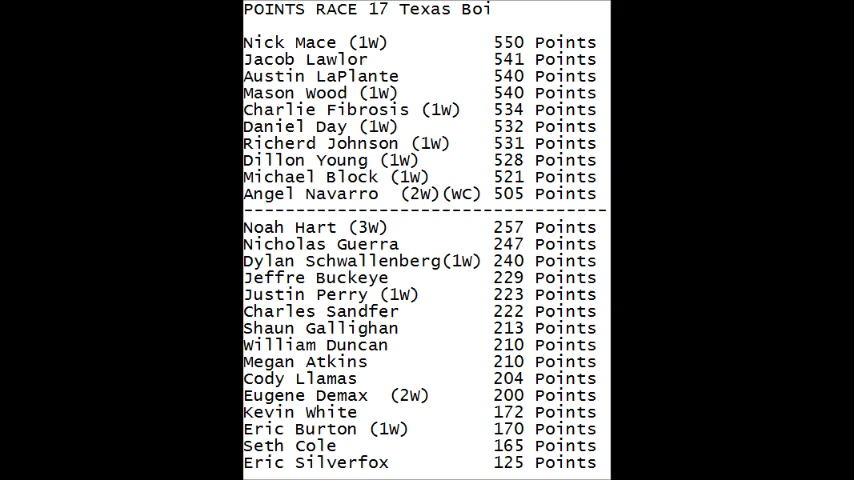 POINTS RACE 17 Texas Boi
Nick Mace (1W) 550 Points
Jacob Lawlor 541 Points
Austin LaPlante 540 Points
Mason Wood (1W) 540 Points
Charlie Fibrosis (1W) 534 Points
Daniel Day (1W) 532 Points
Richerd Johnson (1W) 531 Points
Dillon Young (1W) 528 Points
Michael Block (1W) 521 Points
Angel Navarro (2W)(WC) 505 Points
-----------------------------------
Noah Hart (3W) 257 Points
Nicholas Guerra 247 Points
Dylan Schwallenberg(1W) 240 Points
Jeffre Buckeye 229 Points
Justin Perry (1W) 223 Points
Charles Sandfer 222 Points
Shaun Gallighan 213 Points
William Duncan 210 Points
Megan Atkins 210 Points
Cody Llamas 204 Points
Eugene Demax (2W) 200 Points
Kevin White 172 Points
Eric Burton (1W) 170 Points
Seth Cole 165 Points
Eric Silverfox 125 Points